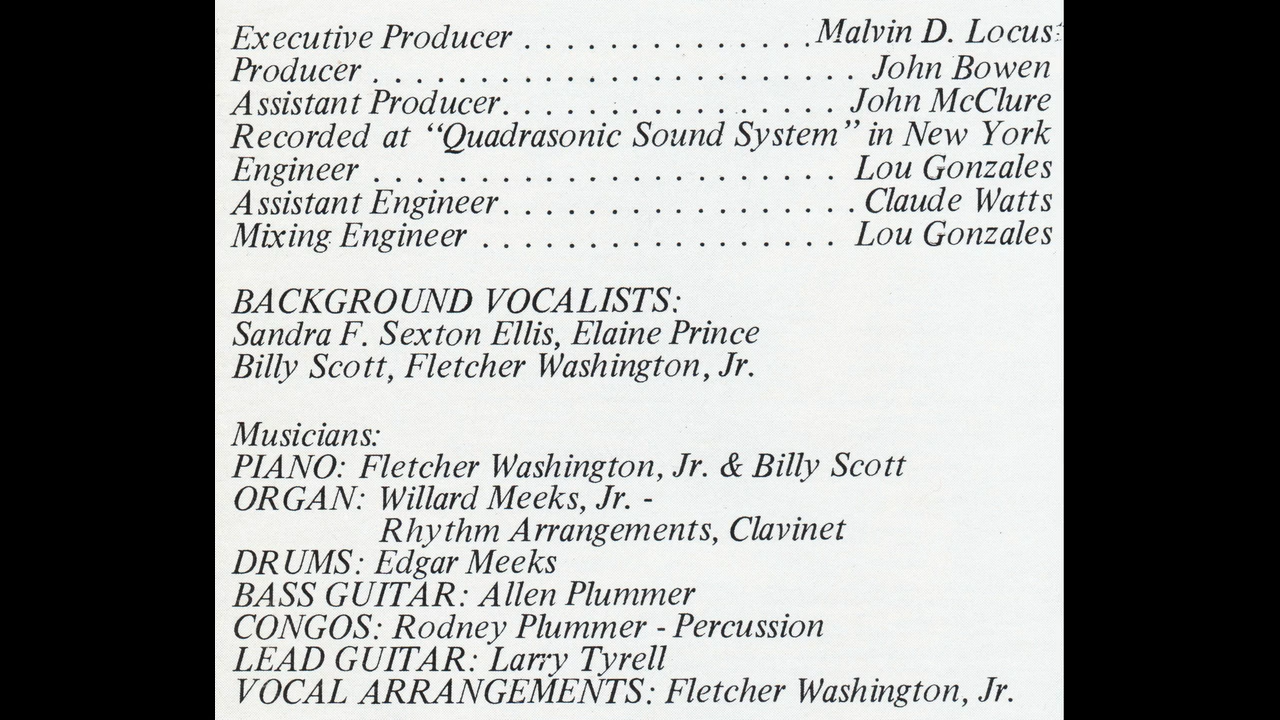 Executive Producer . . . . . . . . . . . . . . Malvin D. Locus
Producer . . . . . . . . . . . . . . . . . . . . . . . John Bowen
Assistant Producer. . . . . . . . . . . . . . . . . . John McClure
Recorded at “Quadrasonic Sound System” in New York
Engineer . . . . . . . . . . . . . . . . . . . . . . Lou Gonzales
Assistant Engineer. . . . . . . . . . . . . . . . . . . Claude Watts
Mixing Engineer . . . . . . . . . . . . . . . . . Lou Gonzales
BACKGROUND VOCALISTS:
Sandra F. Sexton Ellis, Elaine Prince
Billy Scott, Fletcher Washington, Jr.
Musicians:
PIANO: Fletcher Washington, Jr. & Billy Scott
ORGAN: Willard Meeks, Jr. -
Rhythm Arrangements, Clavinet
DRUMS: Edgar Meeks
BASS GUITAR: Allen Plummer
CONGOS: Rodney Plummer - Percussion
LEAD GUITAR: Larry Tyrell
VOCAL ARRANGEMENTS: Fletcher Washington, Jr.